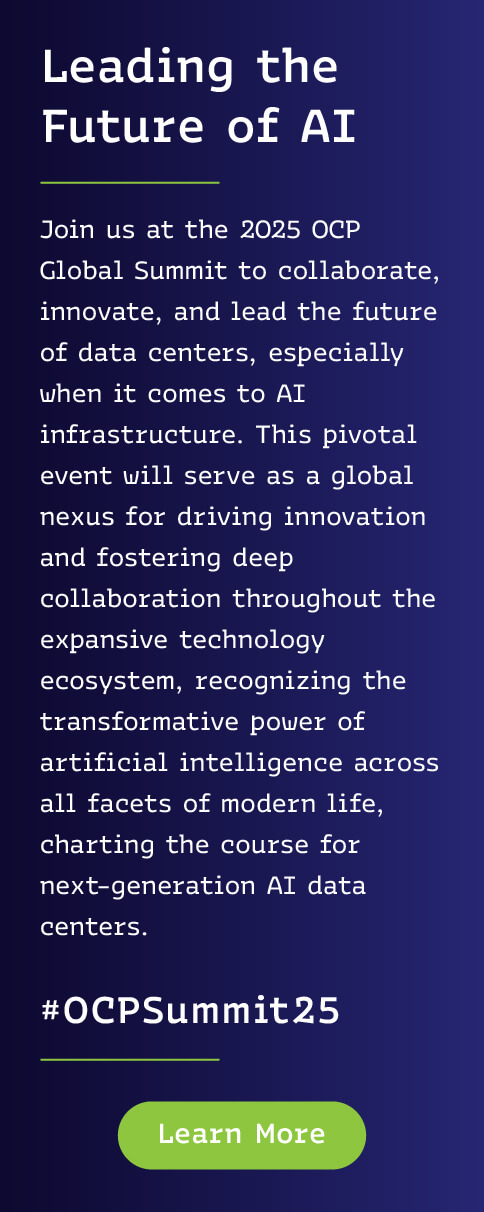 Leading the
Future of AI
Join us at the 2025 OCP
Global Summit to collaborate,
innovate, and lead the future
of data centers, especially
when it comes to AI
infrastructure. This pivotal
event will serve as a global
nexus for driving innovation
and fostering deep
collaboration throughout the
expansive technology
ecosystem, recognizing the
transformative power of
artificial intelligence across
all facets of modern life,
charting the course for
next-generation AI data
centers.
#OCPSummit25
Learn More